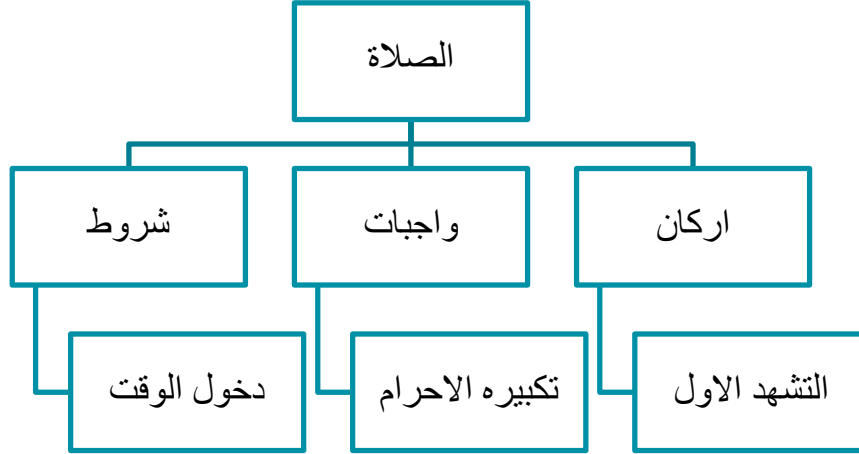 الصلاة
اركان
واجبات
شروط
التشهد الاول
تكبيره الاحرام
دخول الوقت